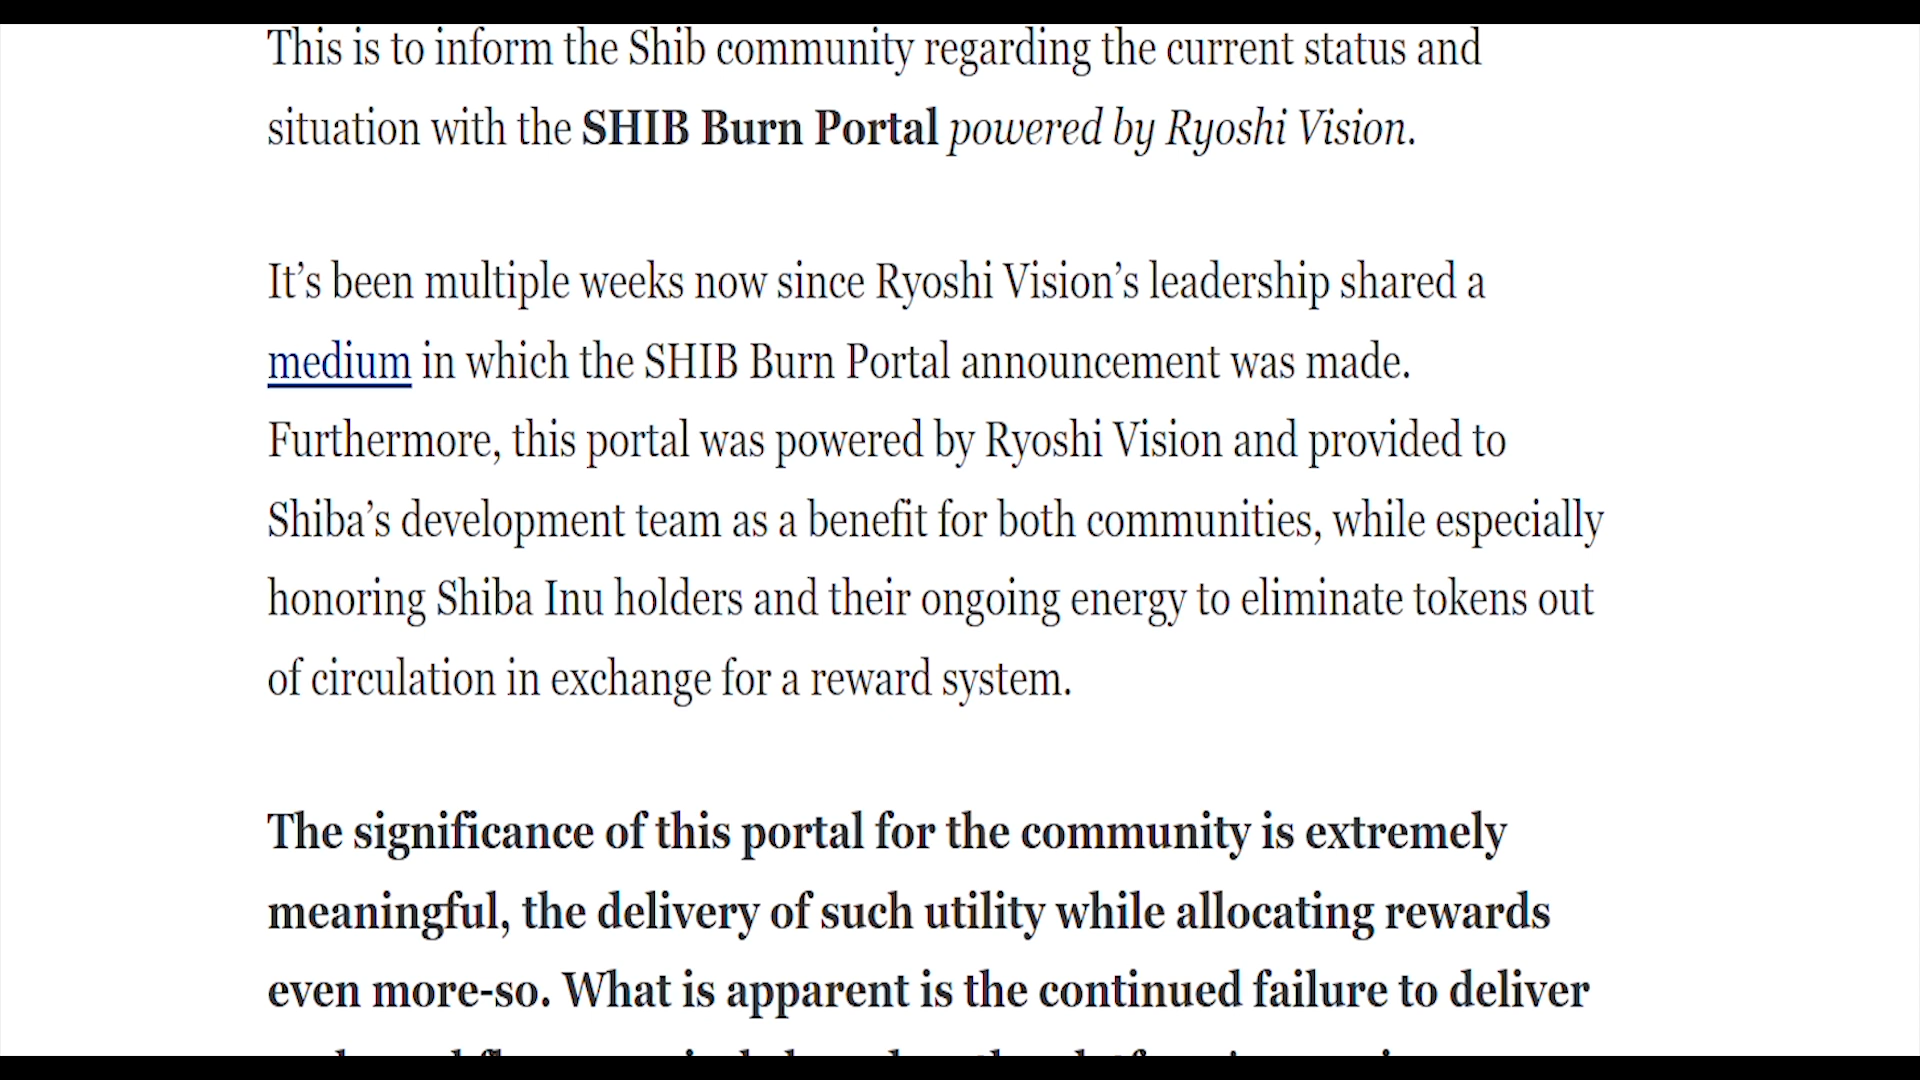 This is to inform the Shib community regarding the current status and
situation with the SHIB Burn Portal powered by Ryoshi Vision.
It’s been multiple weeks now since Ryoshi Vision’s leadership shared a
medium in which the SHIB Burn Portal announcement was made.
Furthermore, this portal was powered by Ryoshi Vision and provided to
Shiba’s development team as a benefit for both communities, while especially
honoring Shiba Inu holders and their ongoing energy to eliminate tokens out
of circulation in exchange for a reward system.
The significance of this portal for the community is extremely
meaningful, the delivery of such utility while allocating rewards
even more-so. What is apparent is the continued failure to deliver